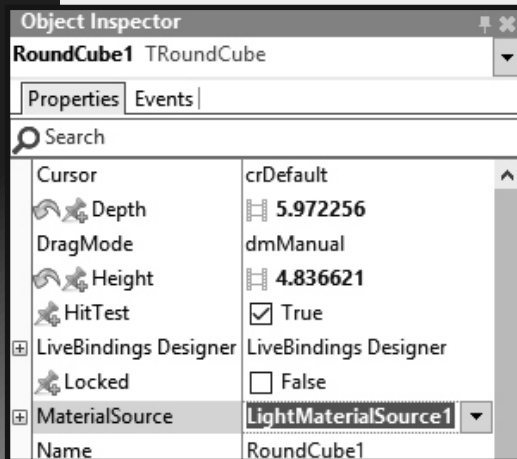 Object Inspector
RoundCube1 TRoundCube
Properties Events
Search
Cursor crDefault
Depth 5.972256
DragMode dmManual
Height 4.836621
HitTest True
LiveBindings Designer LiveBindings Designer
Locked False
MaterialSource LightMaterialSource1
Name RoundCube1